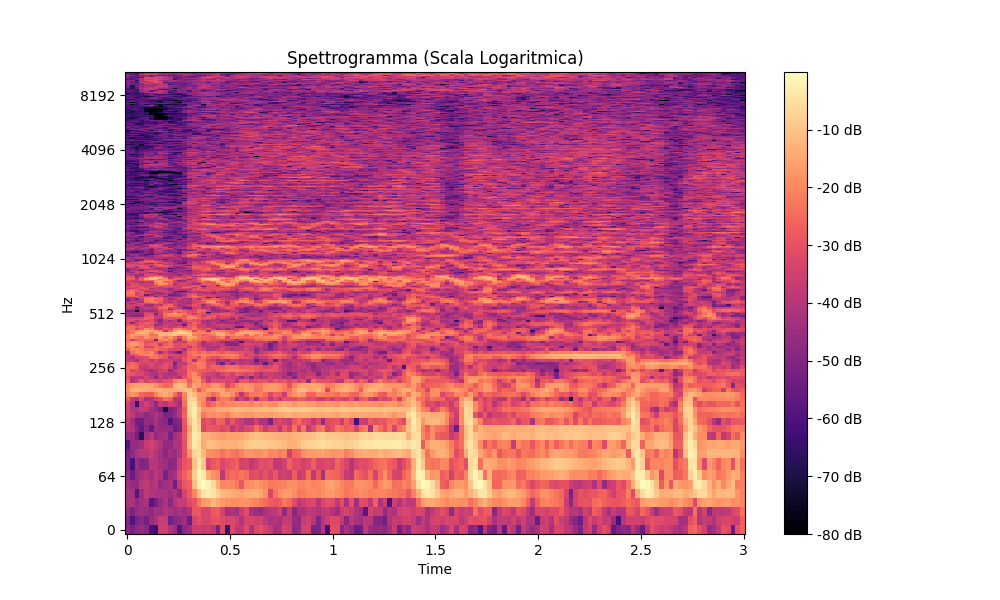 Spettrogramma (Scala Logaritmica)
Hz
8192
4096
2048
1024
512
256
128
64
0
0 0.5 1 1.5 2 2.5 3
Time
-10 dB
-20 dB
-30 dB
-40 dB
-50 dB
-60 dB
-70 dB
-80 dB